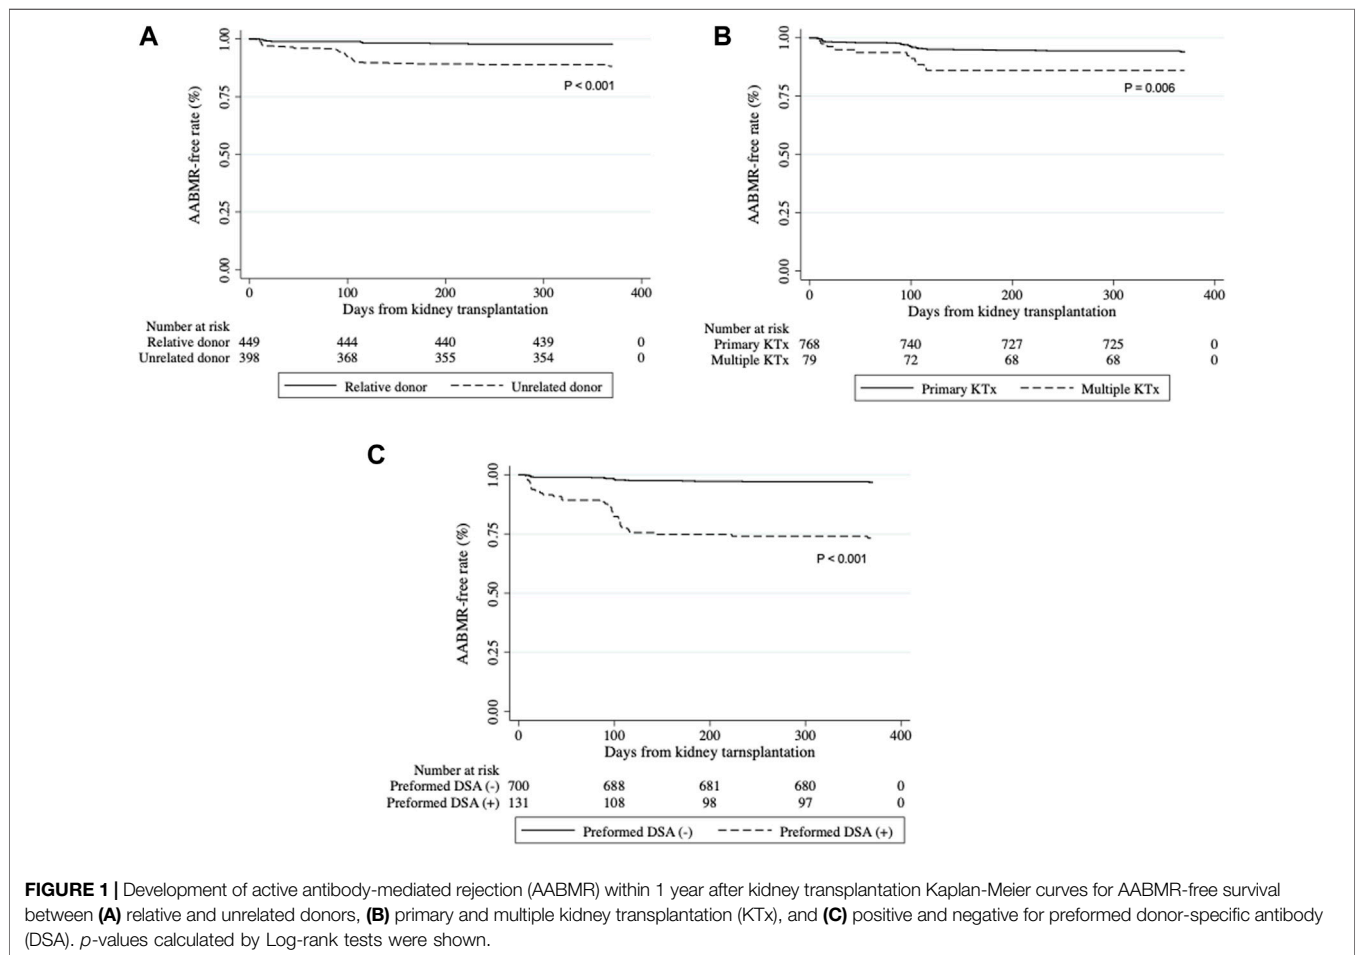 A
AABMR-free rate (%)
1.00
0.75
0.50
0.25
0.00
P < 0.001
0 100 200 300 400
Days from kidney transplantation
Number at risk
Relative donor 449 444 440 439 0
Unrelated donor 398 368 355 354 0
Relative donor Unrelated donor
B
AABMR-free rate (%)
1.00
0.75
0.50
0.25
0.00
P = 0.006
0 100 200 300 400
Days from kidney transplantation
Number at risk
Primary KTx 768 740 727 725 0
Multiple KTx 79 72 68 68 0
Primary KTx Multiple KTx
C
AABMR-free rate (%)
1.00
0.75
0.50
0.25
0.00
P < 0.001
0 100 200 300 400
Days from kidney tarnsplantation
Number at risk
Preformed DSA (-) 700 688 681 680 0
Preformed DSA (+) 131 108 98 97 0
Preformed DSA (-) Preformed DSA (+)
FIGURE 1 | Development of active antibody-mediated rejection (AABMR) within 1 year after kidney transplantation Kaplan-Meier curves for AABMR-free survival
between (A) relative and unrelated donors, (B) primary and multiple kidney transplantation (KTx), and (C) positive and negative for preformed donor-specific antibody
(DSA). p-values calculated by Log-rank tests were shown.